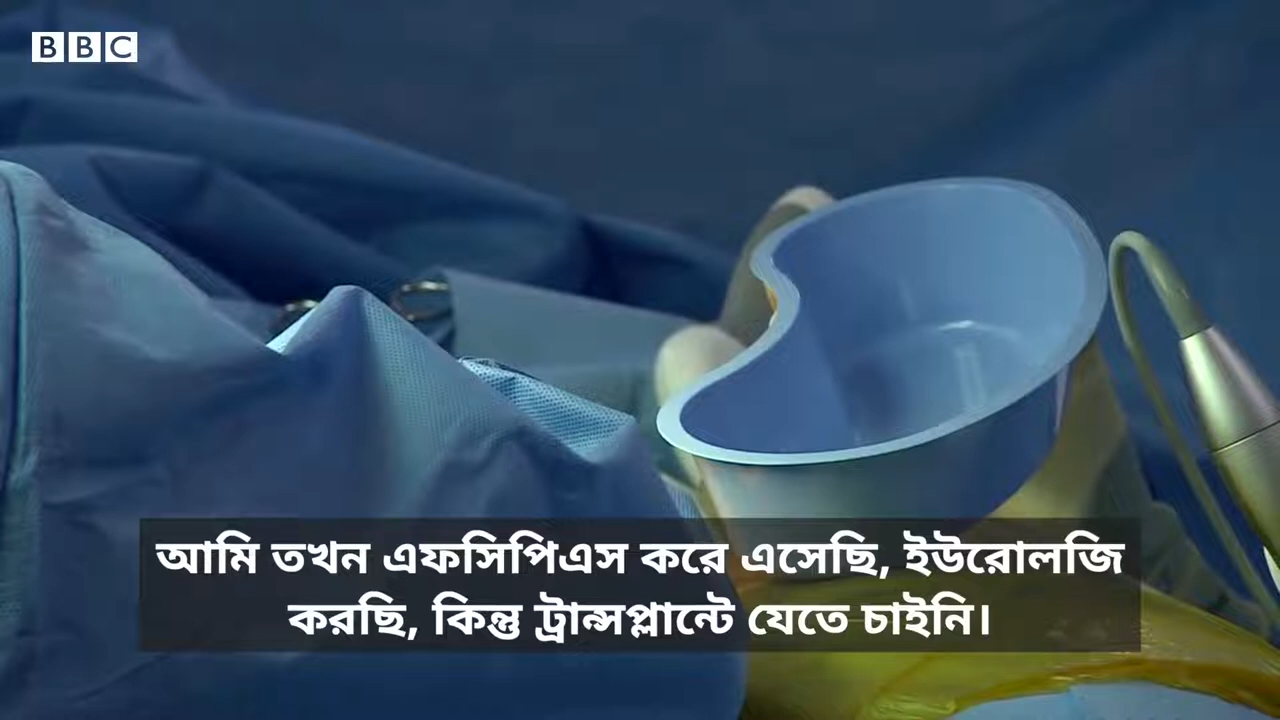 BBC
আমি তখন এফসিপিএস করে এসেছি, ইউরোলজি
করছি, কিন্তু ট্রান্সপ্লান্টে যেতে চাইনি।